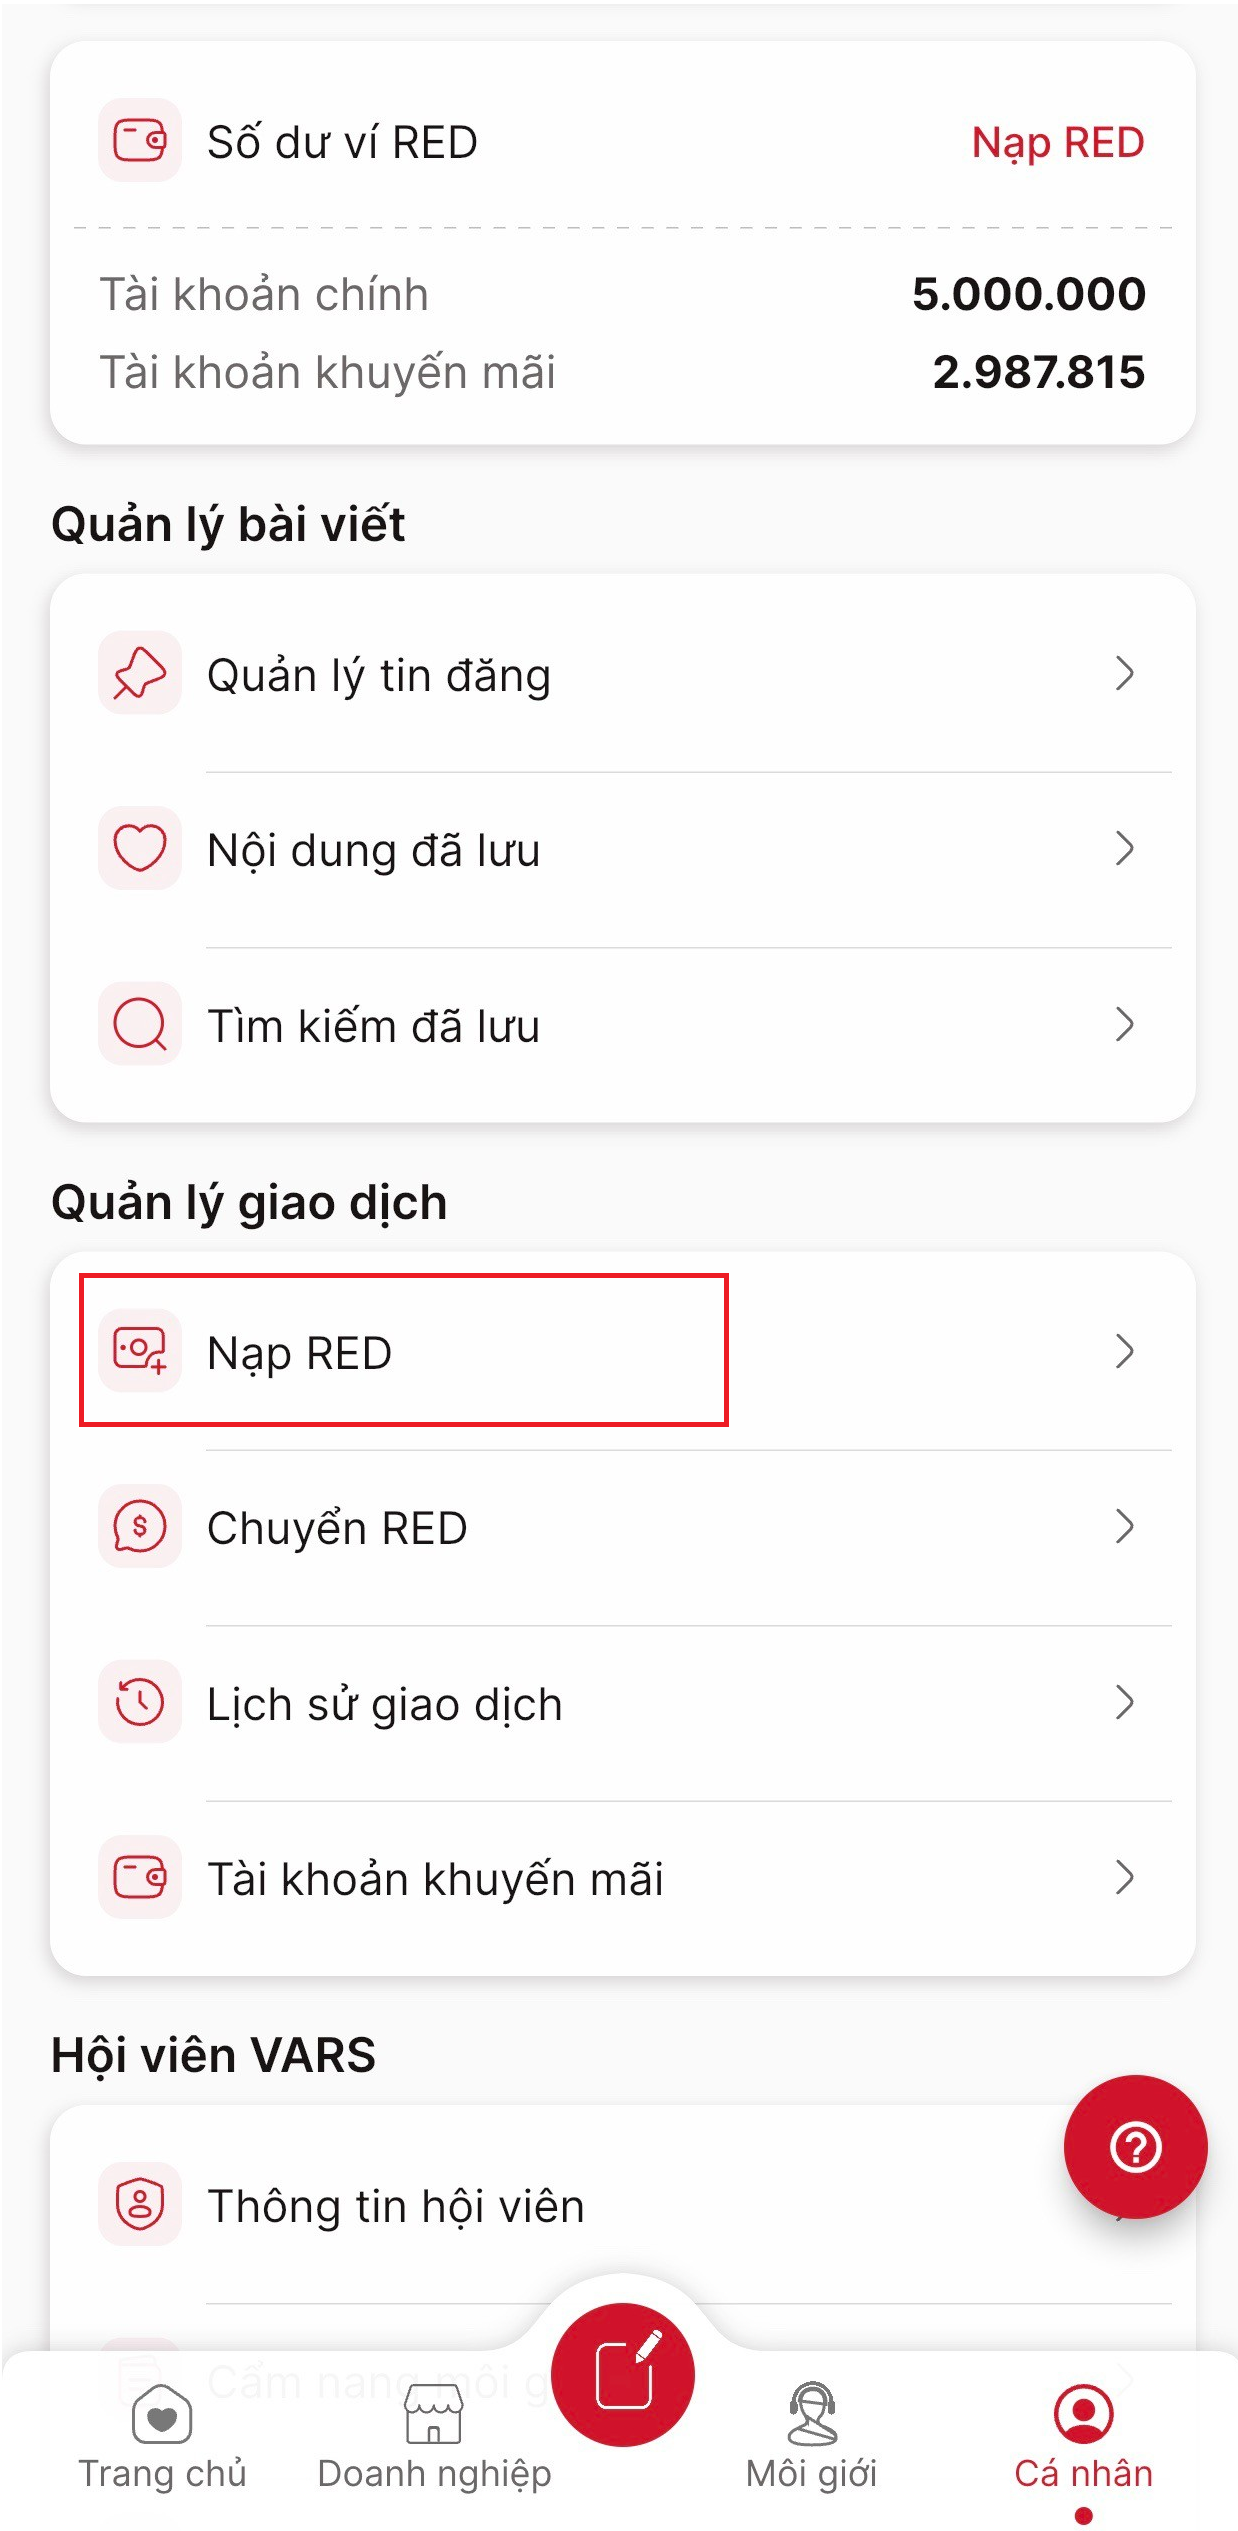 Số dư ví RED
Nạp RED
Tài khoản chính
5.000.000
Tài khoản khuyến mãi
2.987.815
Quản lý bài viết
Quản lý tin đăng
Nội dung đã lưu
Tìm kiếm đã lưu
Quản lý giao dịch
Nạp RED
Chuyển RED
Lịch sử giao dịch
Tài khoản khuyến mãi
Hội viên VARS
Thông tin hội viên
Cẩm nang môi g
Trang chủ
Doanh nghiệp
Môi giới
Cá nhân